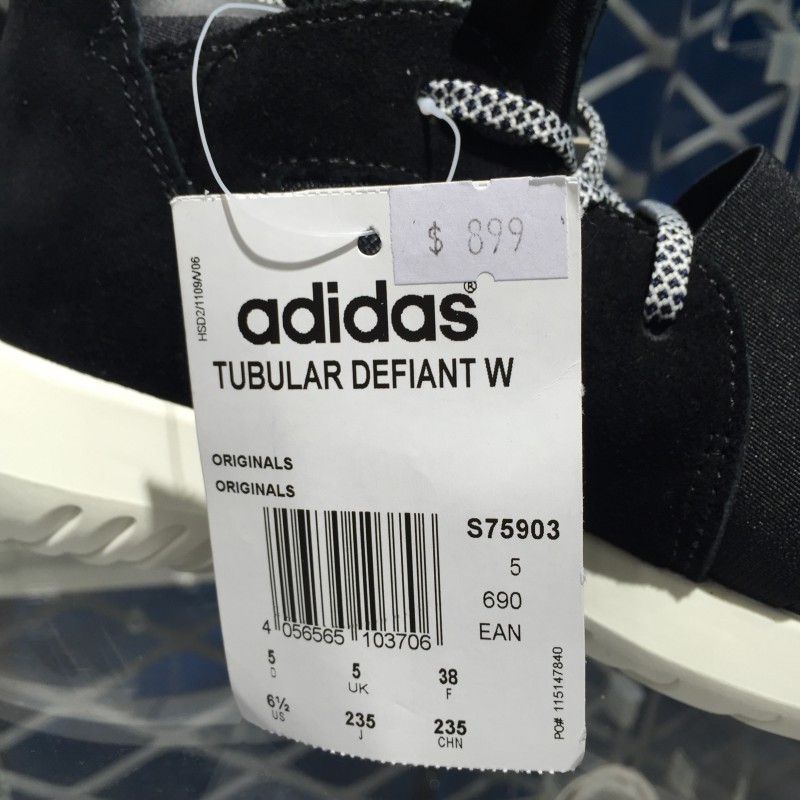 $ 899
HSD2/1109/V06
adidas®
TUBULAR DEFIANT W
ORIGINALS
ORIGINALS
S75903
5
690
EAN
4 056565 103706
5 5 38
D UK F
6½ 235 235
US J CHN
PO# 115147840